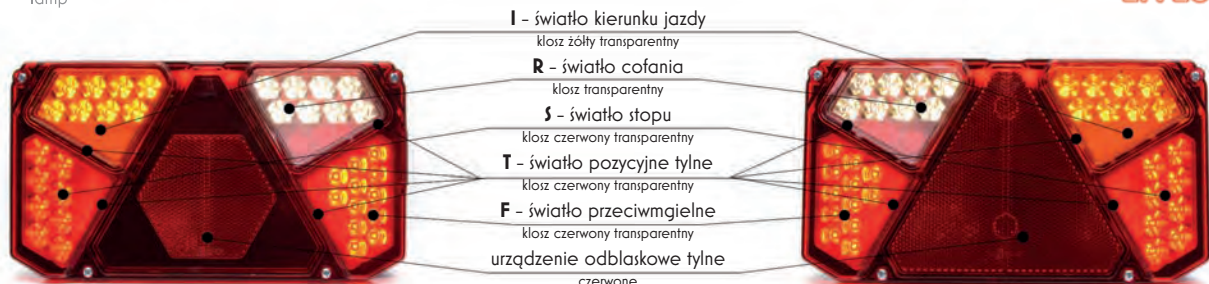 lamp
I - światło kierunku jazdy
klosz żółty transparentny
R - światło cofania
klosz transparentny
S - światło stopu
klosz czerwony transparentny
T - światło pozycyjne tylne
klosz czerwony transparentny
F - światło przeciwmgielne
klosz czerwony transparentny
urządzenie odblaskowe tylne
czerwone